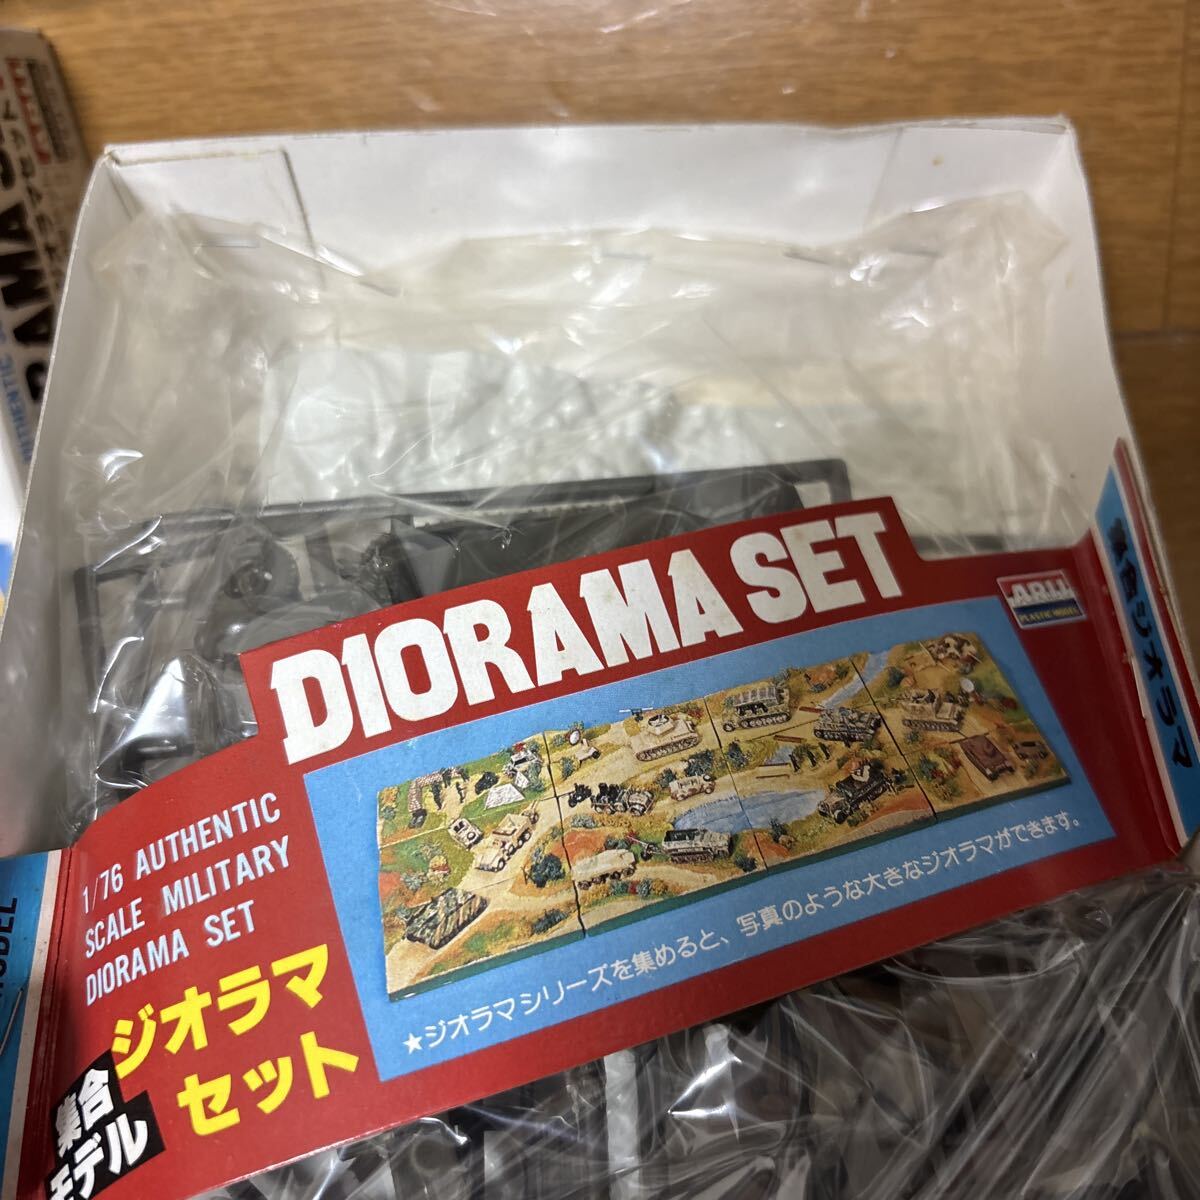 DIORAMA SET
ARII
PLASTIC MODEL
1/76 AUTHENTIC
SCALE MILITARY
DIORAMA SET
ジオラマ
セット
集合
モデル
★ジオラマシリーズを集めると、写真のような大きなジオラマができます。
ジオラマ